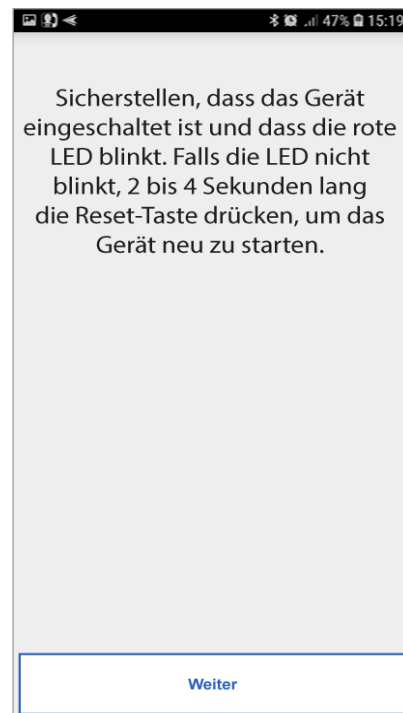 47% 15:19
Sicherstellen, dass das Gerät
eingeschaltet ist und dass die rote
LED blinkt. Falls die LED nicht
blinkt, 2 bis 4 Sekunden lang
die Reset-Taste drücken, um das
Gerät neu zu starten.
Weiter